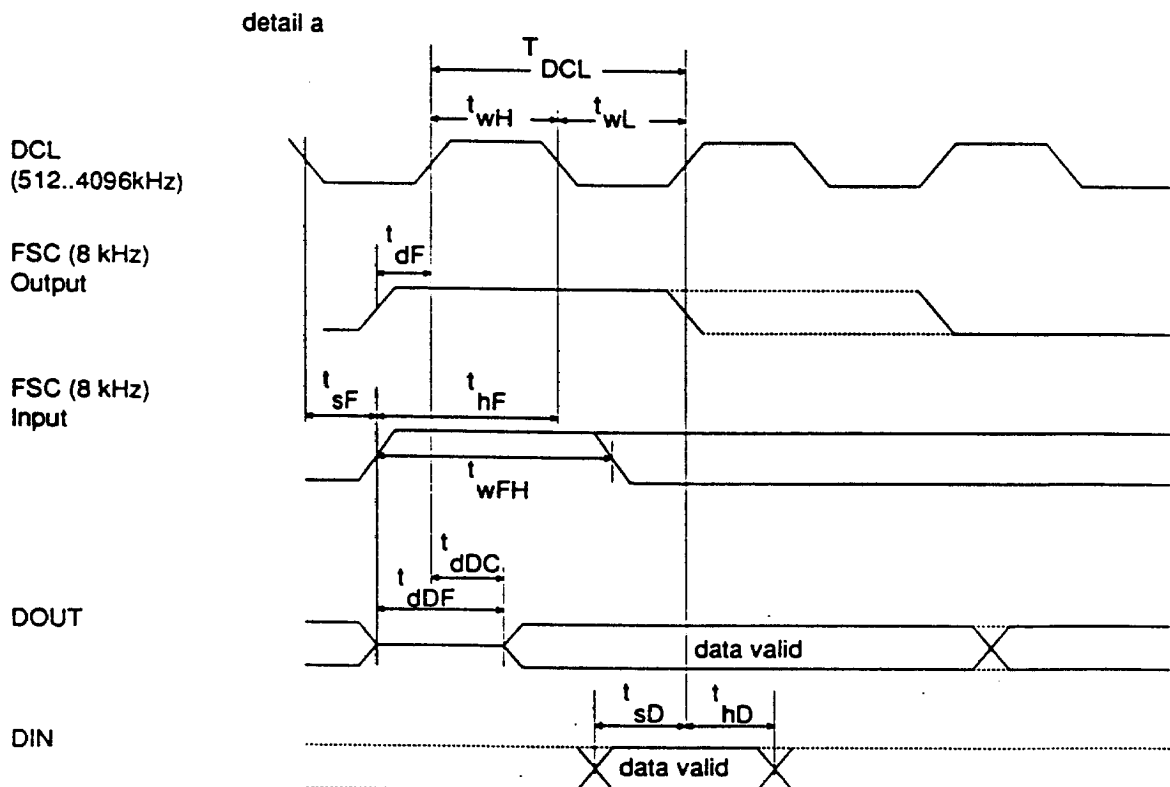 detail a
T DCL
t wH t wL
DCL
(512..4096kHz)
t dF
FSC (8 kHz)
Output
t sF t hF
FSC (8 kHz)
Input
t wFH
t dDC
t dDF
DOUT
data valid
t sD t hD
DIN
data valid